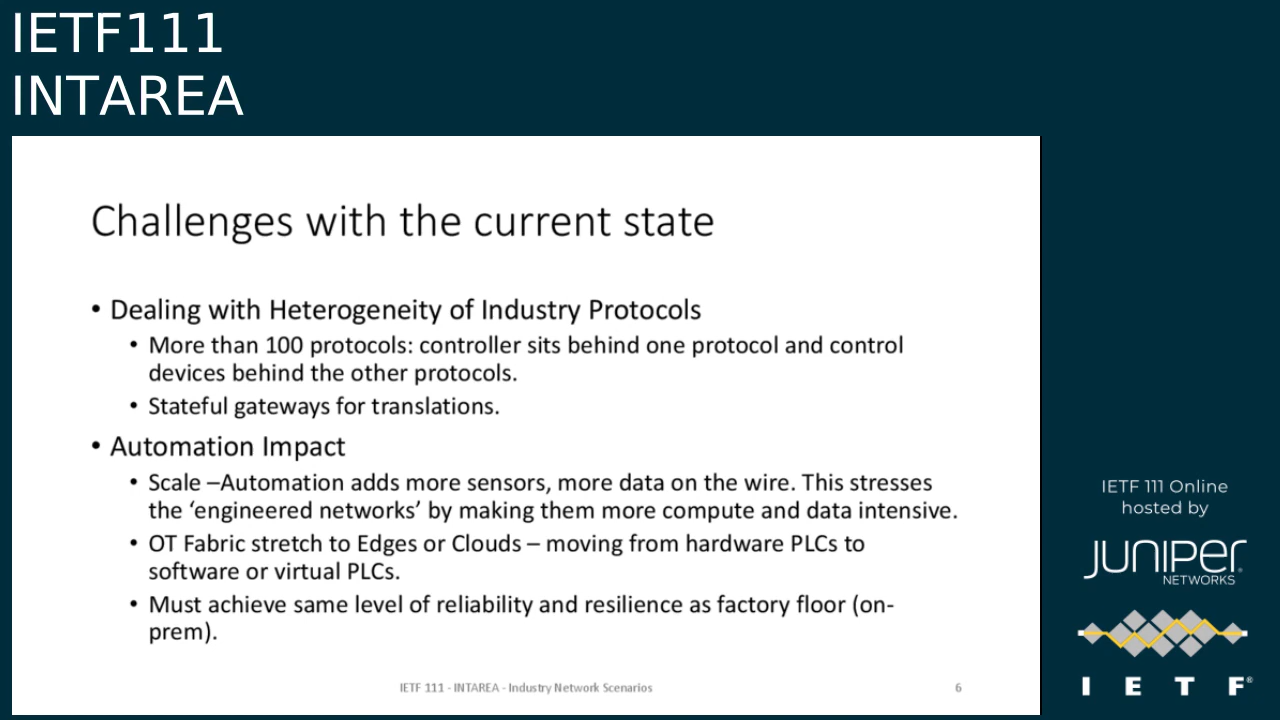 IETF111
INTAREA
Challenges with the current state
• Dealing with Heterogeneity of Industry Protocols
• More than 100 protocols: controller sits behind one protocol and control
devices behind the other protocols.
• Stateful gateways for translations.
• Automation Impact
• Scale –Automation adds more sensors, more data on the wire. This stresses
the ‘engineered networks’ by making them more compute and data intensive.
• OT Fabric stretch to Edges or Clouds – moving from hardware PLCs to
software or virtual PLCs.
• Must achieve same level of reliability and resilience as factory floor (on-
prem).
IETF 111 - INTAREA - Industry Network Scenarios
6
IETF 111 Online
hosted by
JUNIPER
NETWORKS
I E T F®